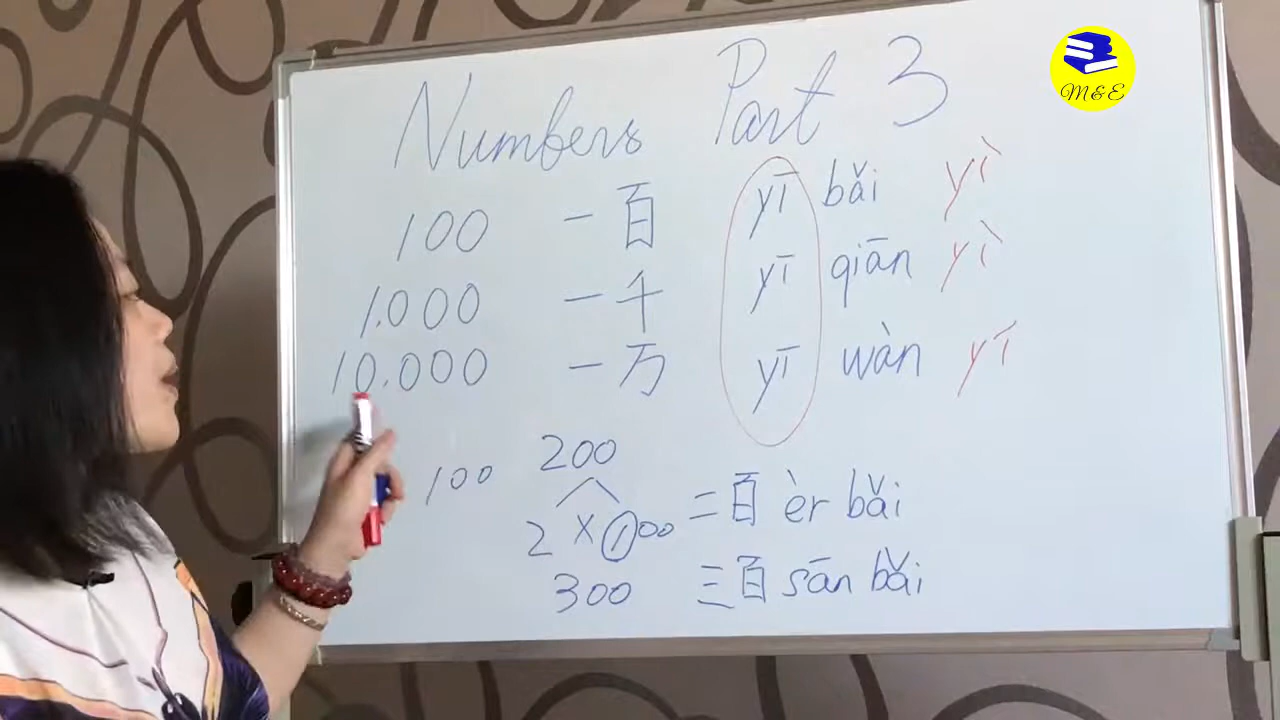 Numbers Part 3
M&E
100 一百 yī bǎi yì
1.000 一千 yī qiān yì
10.000 一万 yī wàn yī
100 200
2 X 100 二百 èr bǎi
300 三百 sān bǎi